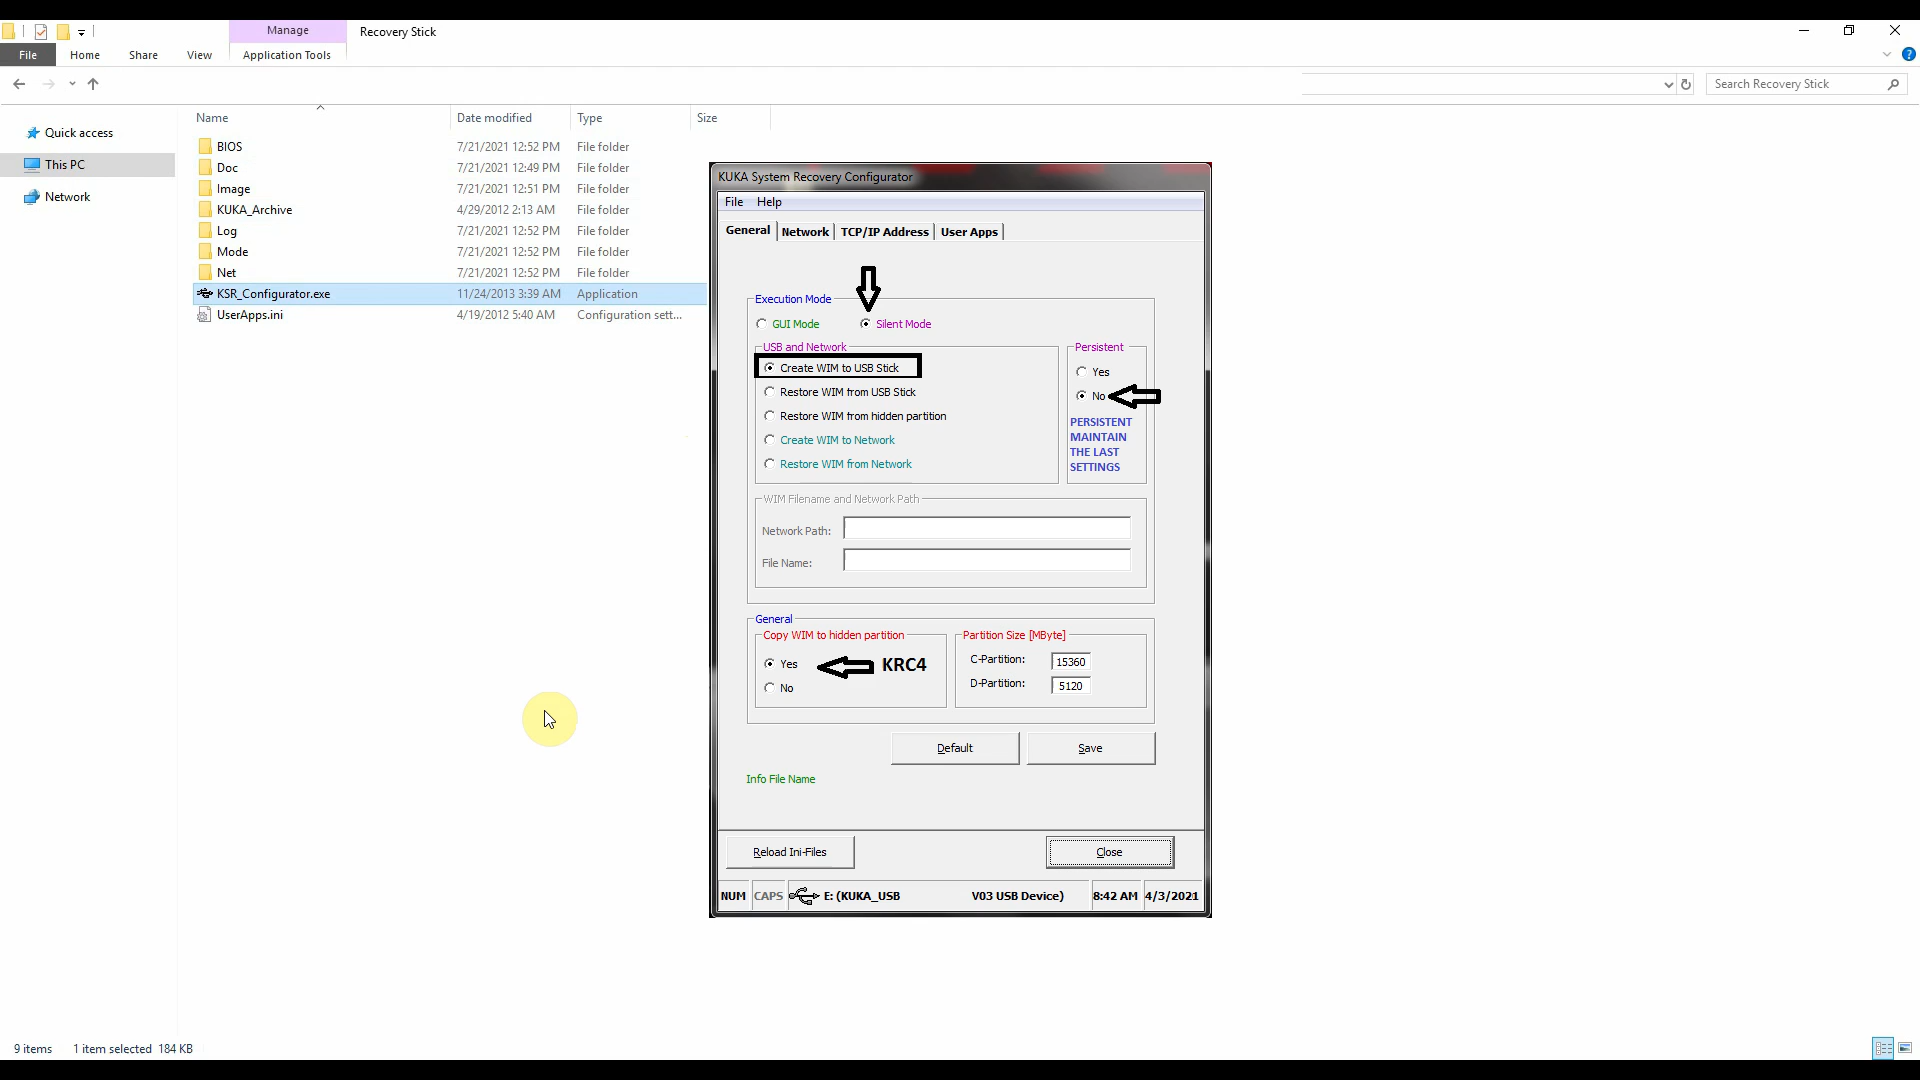 Manage
Recovery Stick
File
Home
Share
View
Application Tools
Search Recovery Stick
Quick access
This PC
Network
Name
Date modified
Type
Size
BIOS 7/21/2021 12:52 PM File folder
Doc 7/21/2021 12:49 PM File folder
Image 7/21/2021 12:51 PM File folder
KUKA_Archive 4/29/2012 2:13 AM File folder
Log 7/21/2021 12:52 PM File folder
Mode 7/21/2021 12:52 PM File folder
Net 7/21/2021 12:52 PM File folder
KSR_Configurator.exe 11/24/2013 3:39 AM Application
UserApps.ini 4/19/2012 5:40 AM Configuration sett...
KUKA System Recovery Configurator
File Help
General Network TCP/IP Address User Apps
Execution Mode
GUI Mode Silent Mode
USB and Network
Create WIM to USB Stick
Restore WIM from USB Stick
Restore WIM from hidden partition
Create WIM to Network
Restore WIM from Network
Persistent
Yes
No
PERSISTENT
MAINTAIN
THE LAST
SETTINGS
WIM Filename and Network Path
Network Path:
File Name:
General
Copy WIM to hidden partition
Yes
No
KRC4
Partition Size [MByte]
C-Partition: 15360
D-Partition: 5120
Default Save
Info File Name
Reload Ini-Files Close
NUM CAPS E: (KUKA_USB V03 USB Device) 8:42 AM 4/3/2021
9 items 1 item selected 184 KB